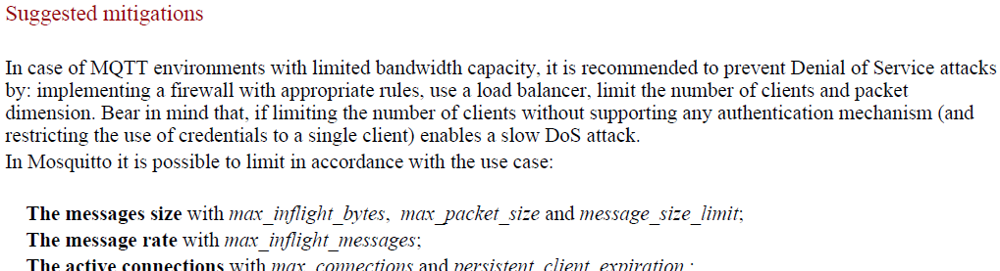 Suggested mitigations
In case of MQTT environments with limited bandwidth capacity, it is recommended to prevent Denial of Service attacks
by: implementing a firewall with appropriate rules, use a load balancer, limit the number of clients and packet
dimension. Bear in mind that, if limiting the number of clients without supporting any authentication mechanism (and
restricting the use of credentials to a single client) enables a slow DoS attack.
In Mosquitto it is possible to limit in accordance with the use case:
The messages size with max_inflight_bytes, max_packet_size and message_size_limit;
The message rate with max_inflight_messages;
The active connections with max_connections and persistent_client_expiration ;